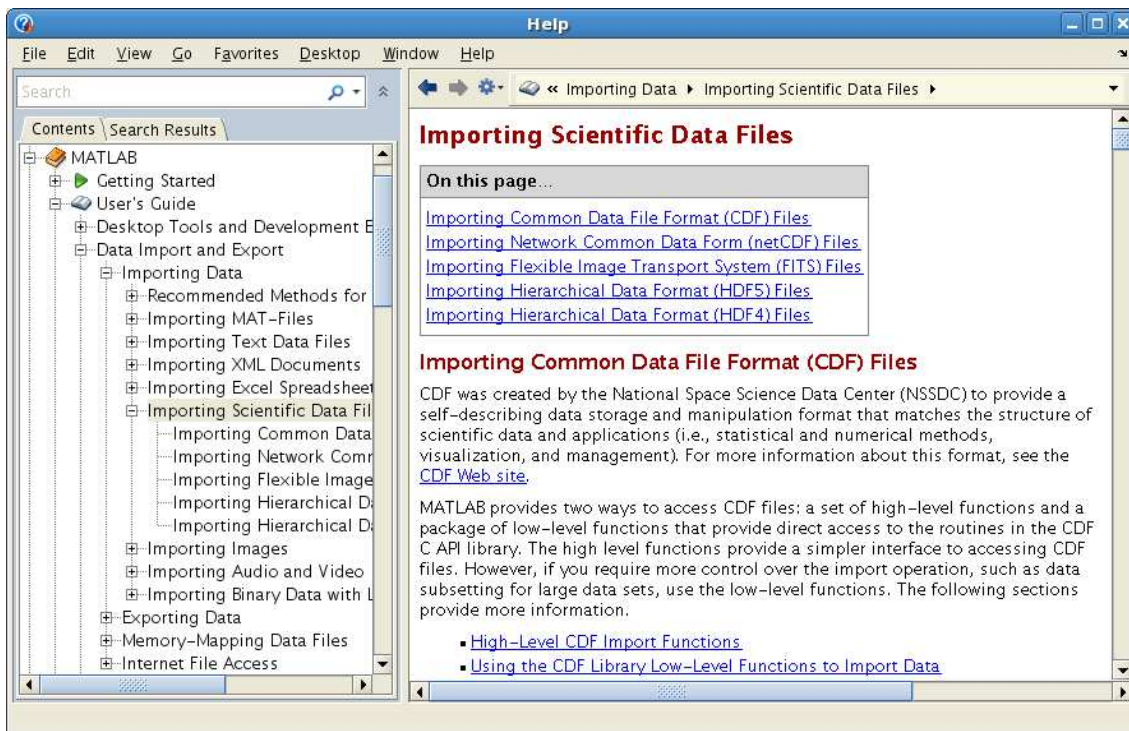 Help
File Edit View Go Favorites Desktop Window Help
Search
« Importing Data ▸ Importing Scientific Data Files ▸
Contents Search Results
MATLAB
Getting Started
User's Guide
Desktop Tools and Development E
Data Import and Export
Importing Data
Recommended Methods for
Importing MAT-Files
Importing Text Data Files
Importing XML Documents
Importing Excel Spreadsheet
Importing Scientific Data Fil
Importing Common Data
Importing Network Comm
Importing Flexible Image
Importing Hierarchical Da
Importing Hierarchical Da
Importing Images
Importing Audio and Video
Importing Binary Data with L
Exporting Data
Memory-Mapping Data Files
Internet File Access
Importing Scientific Data Files
On this page...
Importing Common Data File Format (CDF) Files
Importing Network Common Data Form (netCDF) Files
Importing Flexible Image Transport System (FITS) Files
Importing Hierarchical Data Format (HDF5) Files
Importing Hierarchical Data Format (HDF4) Files
Importing Common Data File Format (CDF) Files
CDF was created by the National Space Science Data Center (NSSDC) to provide a
self-describing data storage and manipulation format that matches the structure of
scientific data and applications (i.e., statistical and numerical methods,
visualization, and management). For more information about this format, see the
CDF Web site.
MATLAB provides two ways to access CDF files: a set of high-level functions and a
package of low-level functions that provide direct access to the routines in the CDF
C API library. The high level functions provide a simpler interface to accessing CDF
files. However, if you require more control over the import operation, such as data
subsetting for large data sets, use the low-level functions. The following sections
provide more information.
▪ High-Level CDF Import Functions
▪ Using the CDF Library Low-Level Functions to Import Data